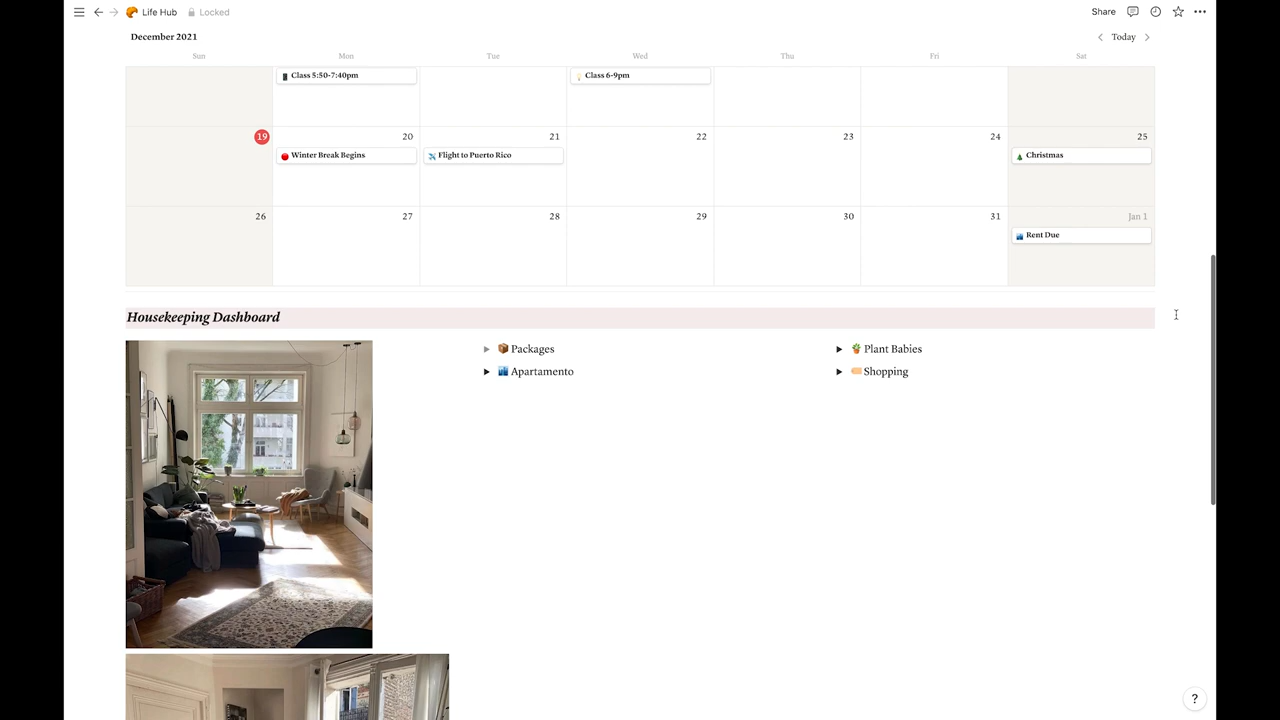 Life Hub Locked Share
December 2021 Today
Sun Mon Tue Wed Thu Fri Sat
Class 5:50-7:40pm Class 6-9pm
19 20 21 22 23 24 25
Winter Break Begins Flight to Puerto Rico Christmas
26 27 28 29 30 31 Jan 1
Rent Due
Housekeeping Dashboard
Packages Plant Babies
Apartamento Shopping
?